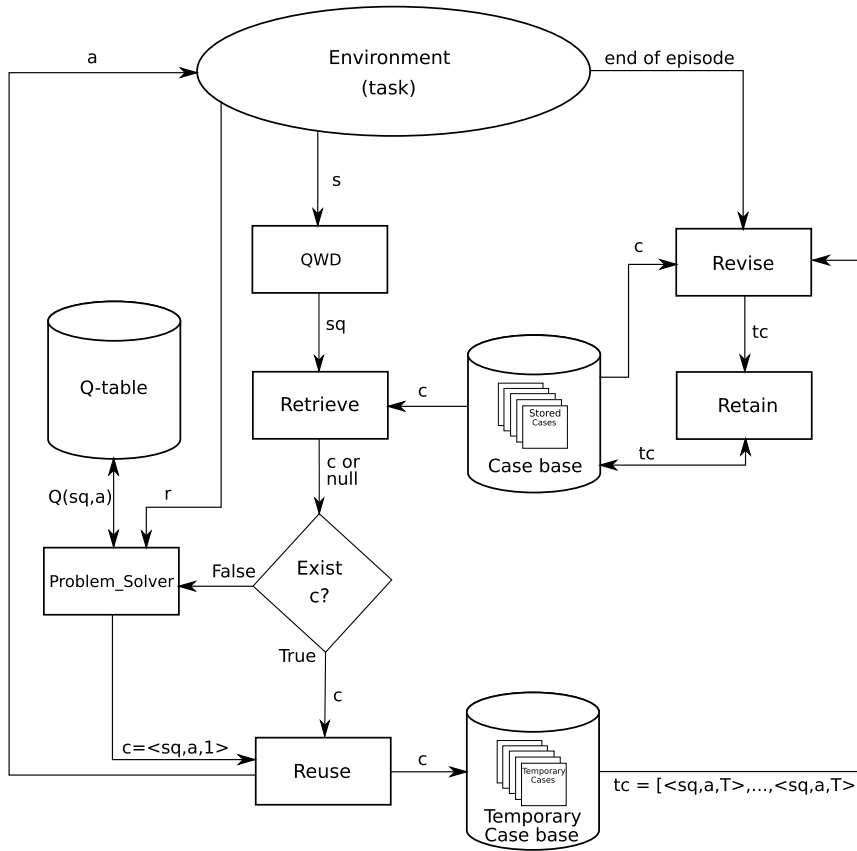 a
Environment
(task)
end of episode
s
QWD
c
Revise
sq
tc
Q-table
Retrieve
c
Stored
Cases
Case base
Retain
tc
c or
null
Q(sq,a)
r
Problem_Solver
False
Exist
c?
True
c
c=<sq,a,1>
Reuse
c
Temporary
Cases
Temporary
Case base
tc = [<sq,a,T>,...,<sq,a,T>